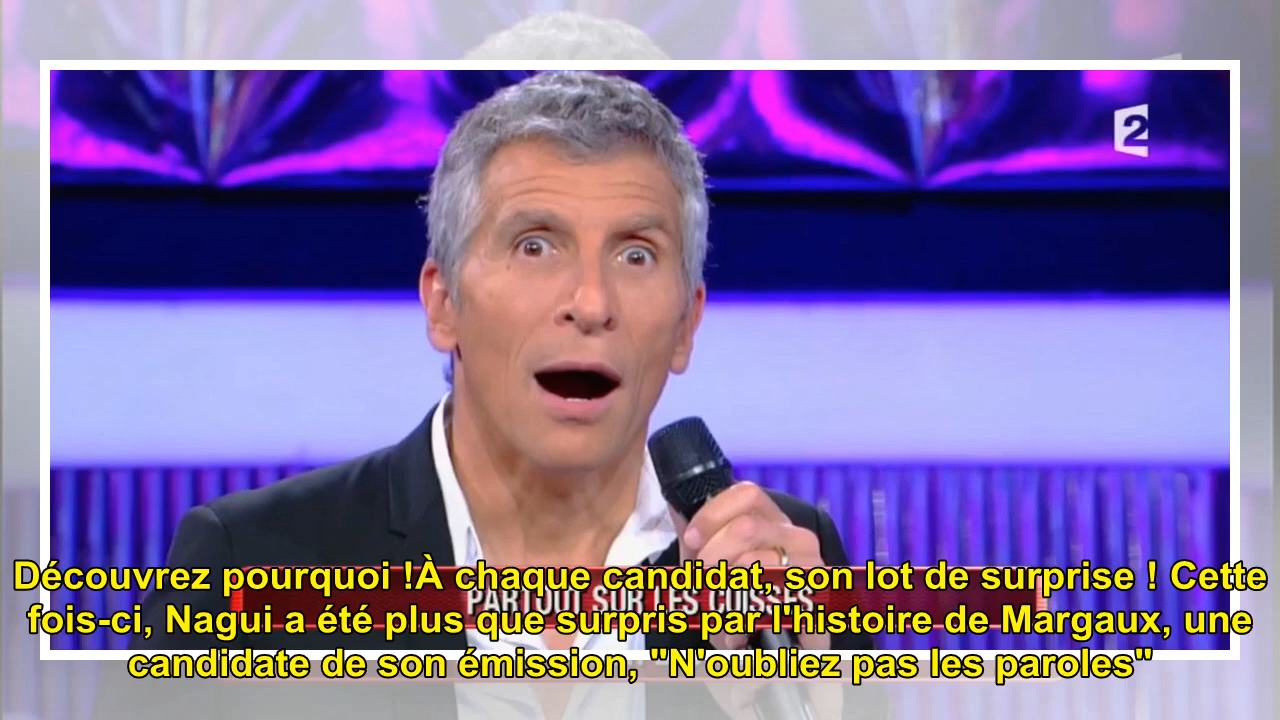 2
Découvrez pourquoi !À chaque candidat, son lot de surprise ! Cette
PARTOUT SUR LES CUISSES
fois-ci, Nagui a été plus que surpris par l'histoire de Margaux, une
candidate de son émission, "N'oubliez pas les paroles"